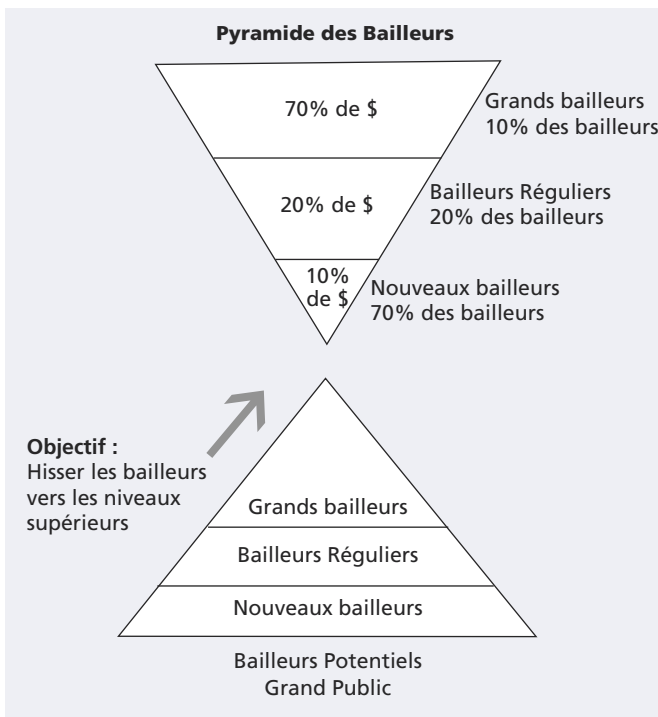 Pyramide des Bailleurs
70% de $
Grands bailleurs
10% des bailleurs
20% de $
Bailleurs Réguliers
20% des bailleurs
10%
de $
Nouveaux bailleurs
70% des bailleurs
Objectif :
Hisser les bailleurs
vers les niveaux
supérieurs
Grands bailleurs
Bailleurs Réguliers
Nouveaux bailleurs
Bailleurs Potentiels
Grand Public